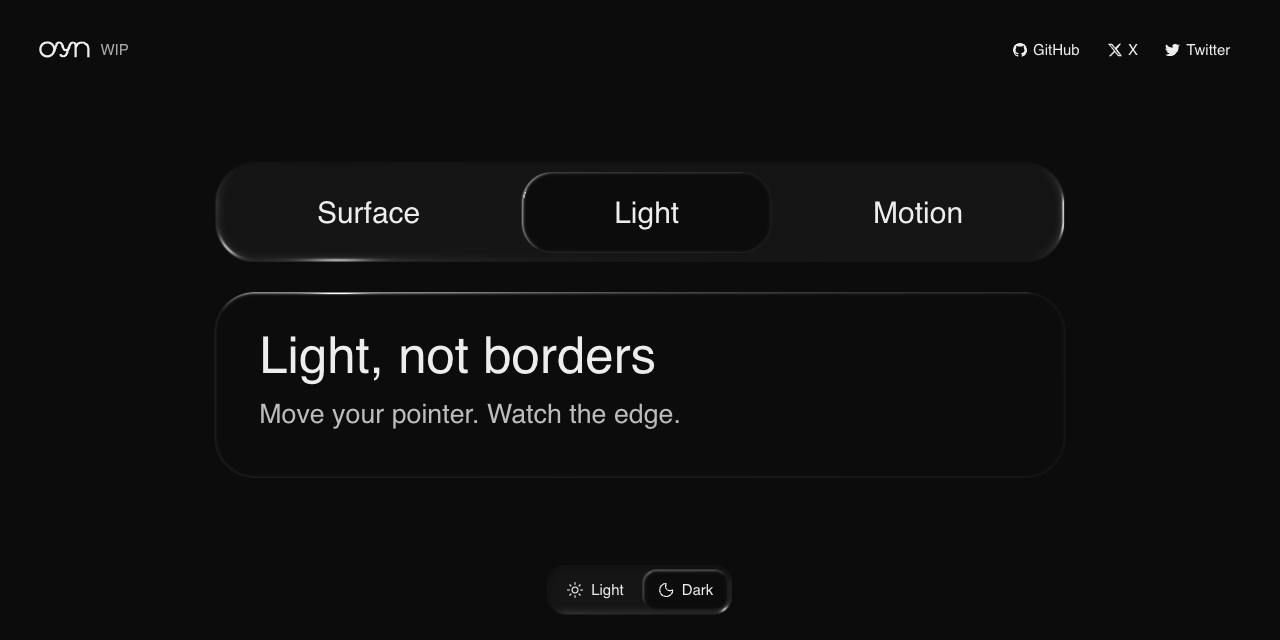 oyn WIP
GitHub X Twitter
Surface Light Motion
Light, not borders
Move your pointer. Watch the edge.
Light Dark